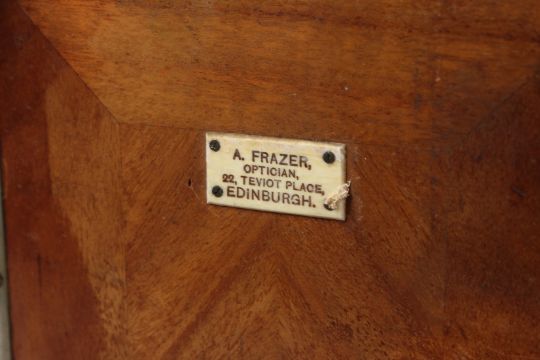 A. FRAZER,
OPTICIAN,
22, TEVIOT PLACE,
EDINBURGH.